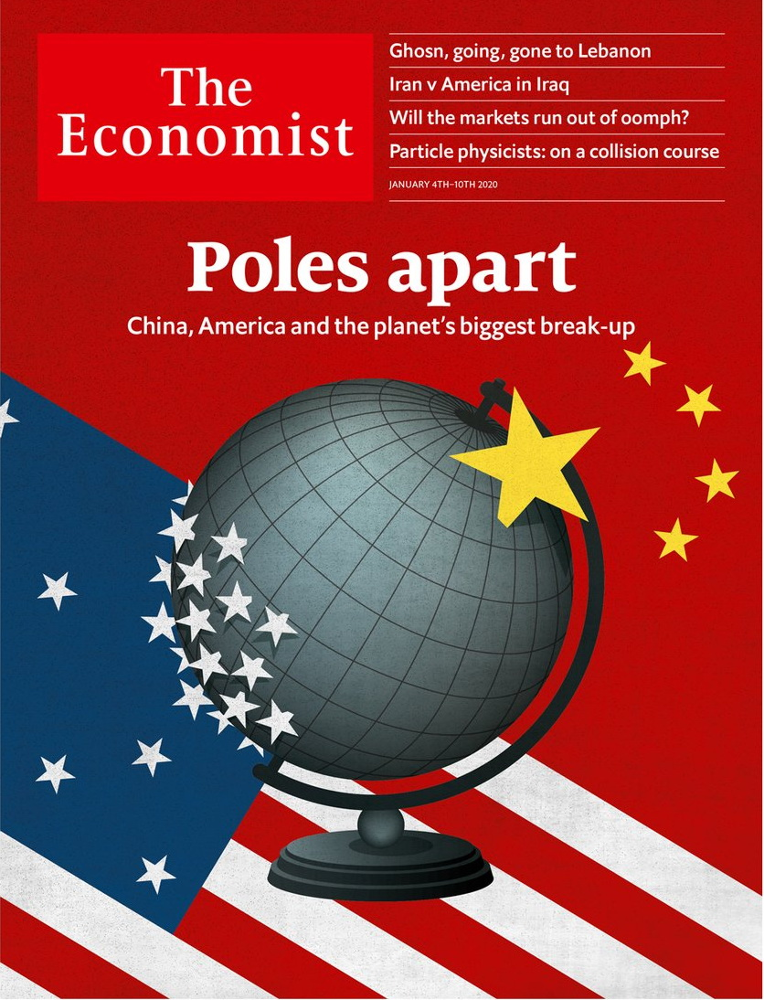 The
Economist
Ghosn, going, gone to Lebanon
Iran v America in Iraq
Will the markets run out of oomph?
Particle physicists: on a collision course
JANUARY 4TH–10TH 2020
Poles apart
China, America and the planet's biggest break-up